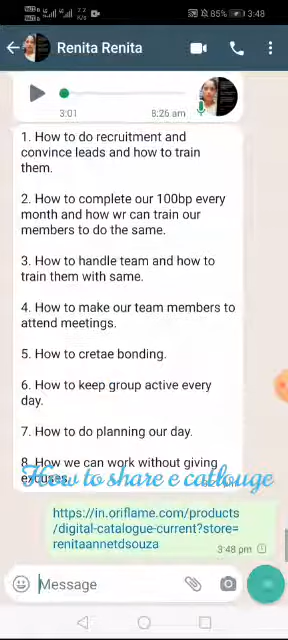 7.2
K/s
85%
3:48
Renita Renita
3:01
8:26 am
1. How to do recruitment and
convince leads and how to train
them.
2. How to complete our 100bp every
month and how wr can train our
members to do the same.
3. How to handle team and how to
train them with same.
4. How to make our team members to
attend meetings.
5. How to cretae bonding.
6. How to keep group active every
day.
7. How to do planning our day.
8. How we can work without giving
excuses
How to share e catlouge
https://in.oriflame.com/products
/digital-catalogue-current?store=
renitaannetdsouza
3:48 pm
Message